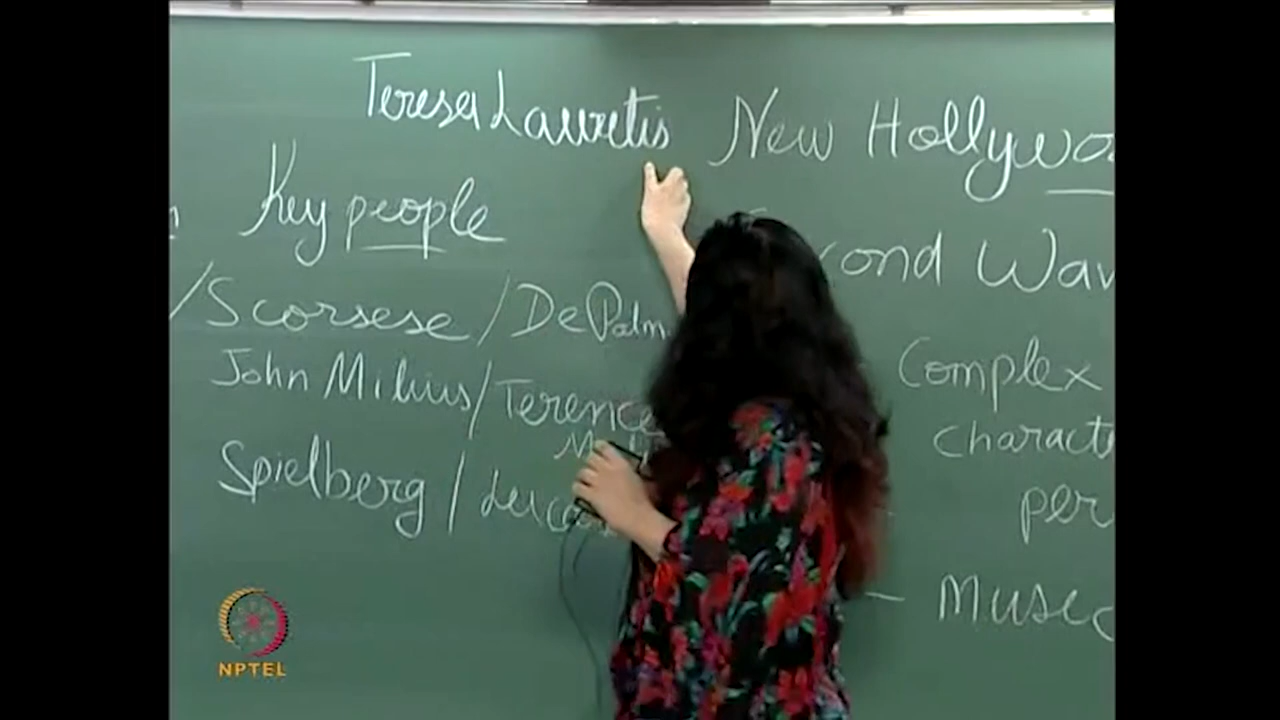 Teresa Lauretis
New Hollywo
Key people
ond Wav
/Scorsese/DePalm
John Milius/Terence
Spielberg/Lucas
Complex
charact
per
- Music
NPTEL